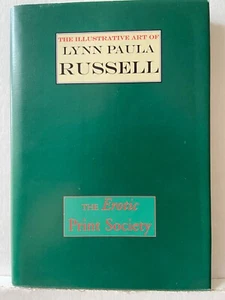 THE ILLUSTRATIVE ART OF
LYNN PAULA
RUSSELL
THE Erotic
Print Society